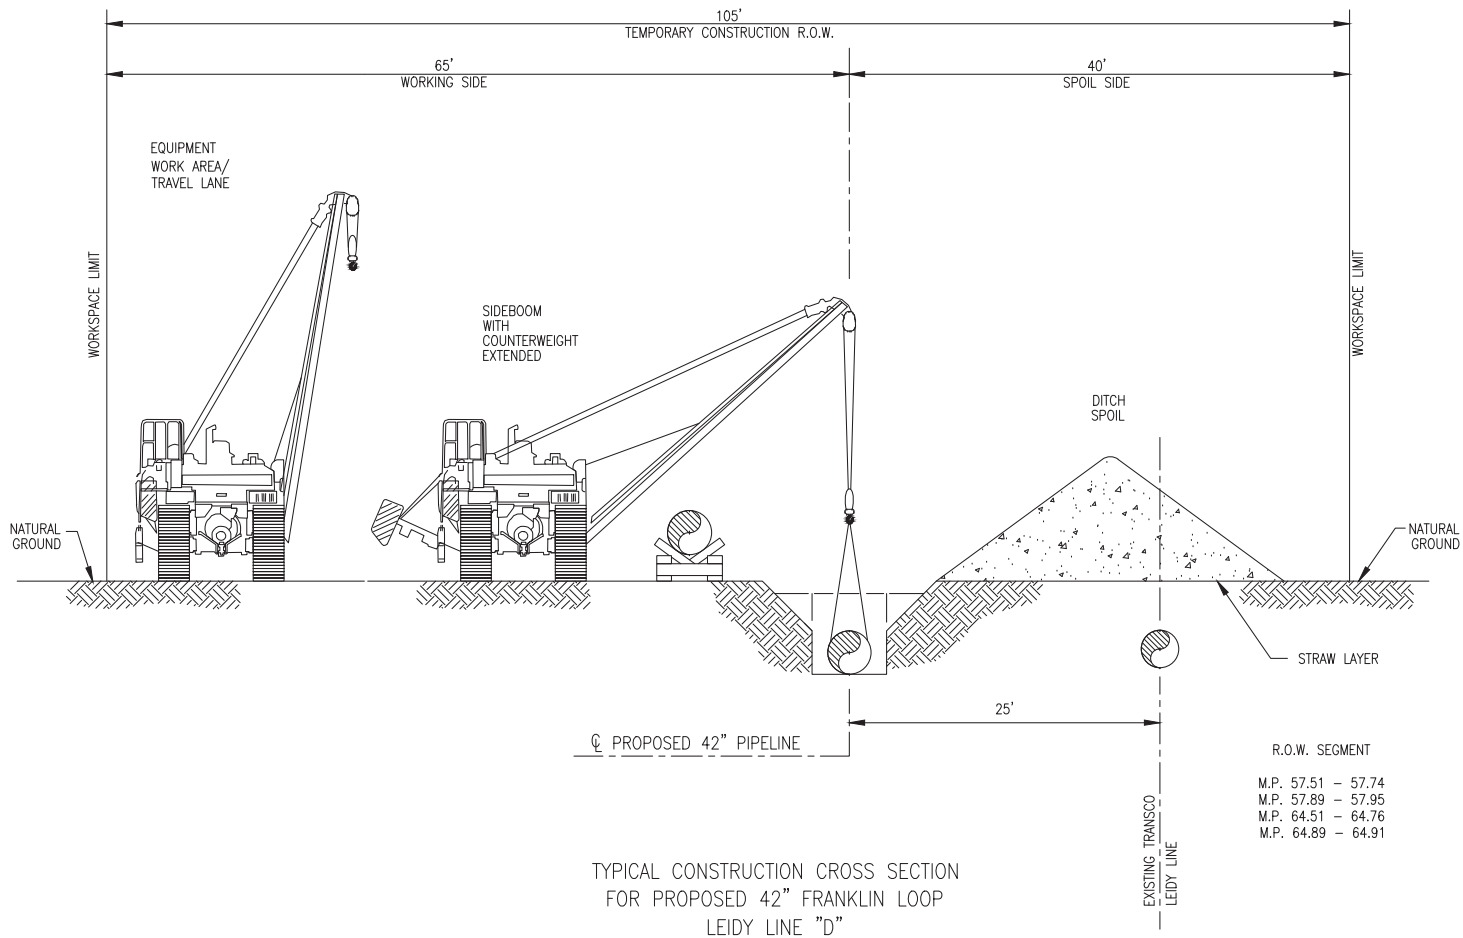 105'
TEMPORARY CONSTRUCTION R.O.W.
65'
WORKING SIDE
40'
SPOIL SIDE
EQUIPMENT
WORK AREA/
TRAVEL LANE
WORKSPACE LIMIT
SIDEBOOM
WITH
COUNTERWEIGHT
EXTENDED
WORKSPACE LIMIT
DITCH
SPOIL
NATURAL
GROUND
NATURAL
GROUND
STRAW LAYER
25'
℄ PROPOSED 42" PIPELINE
EXISTING TRANSCO
LEIDY LINE
R.O.W. SEGMENT
M.P. 57.51 – 57.74
M.P. 57.89 – 57.95
M.P. 64.51 – 64.76
M.P. 64.89 – 64.91
TYPICAL CONSTRUCTION CROSS SECTION
FOR PROPOSED 42" FRANKLIN LOOP
LEIDY LINE "D"